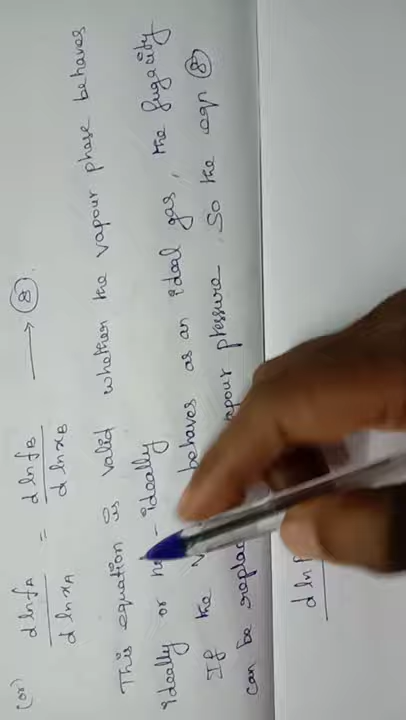 (or) d ln fA / d ln xA = d ln fB / d ln xB → (8).
This equation is valid whether the vapour phase behaves
ideally or - ideally
If the behaves as an ideal gas, the fugacity
can be pressure. So the eqn (8)
d ln